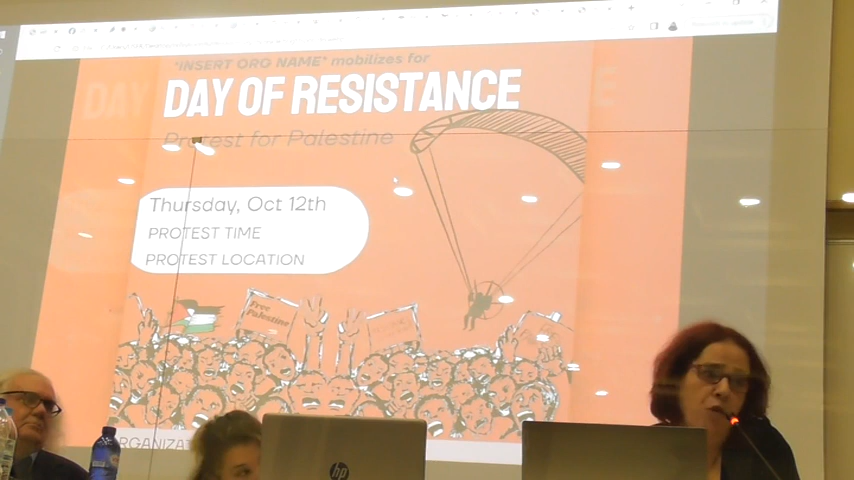 *INSERT ORG NAME* mobilizes for
DAY OF RESISTANCE
Protest for Palestine
Thursday, Oct 12th
PROTEST TIME
PROTEST LOCATION
Free
Palestine
hp